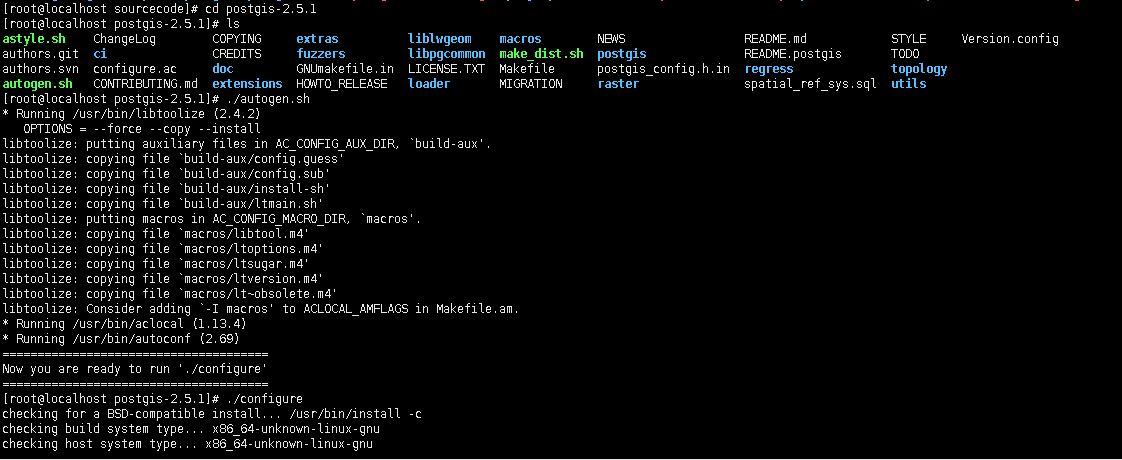 [root@localhost sourcecode]# cd postgis-2.5.1
[root@localhost postgis-2.5.1]# ls
astyle.sh ChangeLog COPYING extras liblwgeom macros NEWS README.md STYLE Version.config
authors.git ci CREDITS fuzzers libpgcommon make_dist.sh postgis README.postgis TODO
authors.svn configure.ac doc GNUmakefile.in LICENSE.TXT Makefile postgis_config.h.in regress topology
autogen.sh CONTRIBUTING.md extensions HOWTO_RELEASE loader MIGRATION raster spatial_ref_sys.sql utils
[root@localhost postgis-2.5.1]# ./autogen.sh
* Running /usr/bin/libtoolize (2.4.2)
   OPTIONS = --force --copy --install
libtoolize: putting auxiliary files in AC_CONFIG_AUX_DIR, `build-aux'.
libtoolize: copying file `build-aux/config.guess'
libtoolize: copying file `build-aux/config.sub'
libtoolize: copying file `build-aux/install-sh'
libtoolize: copying file `build-aux/ltmain.sh'
libtoolize: putting macros in AC_CONFIG_MACRO_DIR, `macros'.
libtoolize: copying file `macros/libtool.m4'
libtoolize: copying file `macros/ltoptions.m4'
libtoolize: copying file `macros/ltsugar.m4'
libtoolize: copying file `macros/ltversion.m4'
libtoolize: copying file `macros/lt~obsolete.m4'
libtoolize: Consider adding `-I macros' to ACLOCAL_AMFLAGS in Makefile.am.
* Running /usr/bin/aclocal (1.13.4)
* Running /usr/bin/autoconf (2.69)
======================================
Now you are ready to run './configure'
======================================
[root@localhost postgis-2.5.1]# ./configure
checking for a BSD-compatible install... /usr/bin/install -c
checking build system type... x86_64-unknown-linux-gnu
checking host system type... x86_64-unknown-linux-gnu